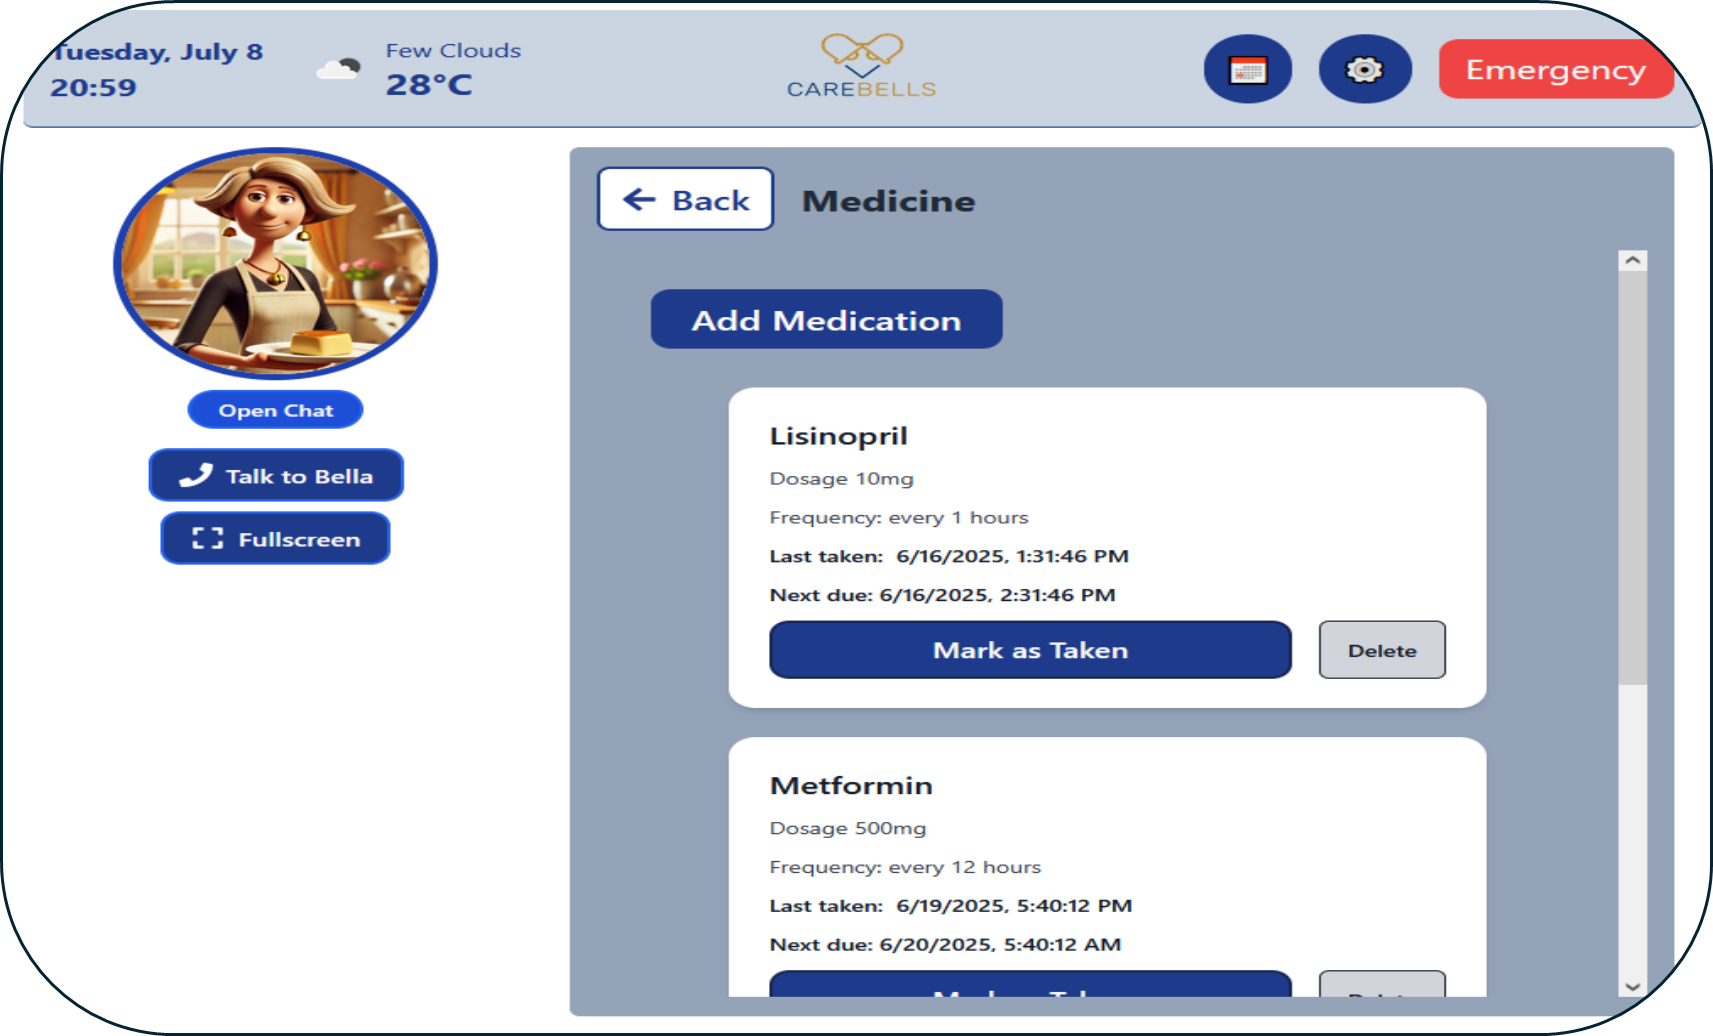 Tuesday, July 8
20:59
Few Clouds
28°C
CAREBELLS
Emergency
Open Chat
Talk to Bella
Fullscreen
Back
Medicine
Add Medication
Lisinopril
Dosage 10mg
Frequency: every 1 hours
Last taken: 6/16/2025, 1:31:46 PM
Next due: 6/16/2025, 2:31:46 PM
Mark as Taken
Delete
Metformin
Dosage 500mg
Frequency: every 12 hours
Last taken: 6/19/2025, 5:40:12 PM
Next due: 6/20/2025, 5:40:12 AM